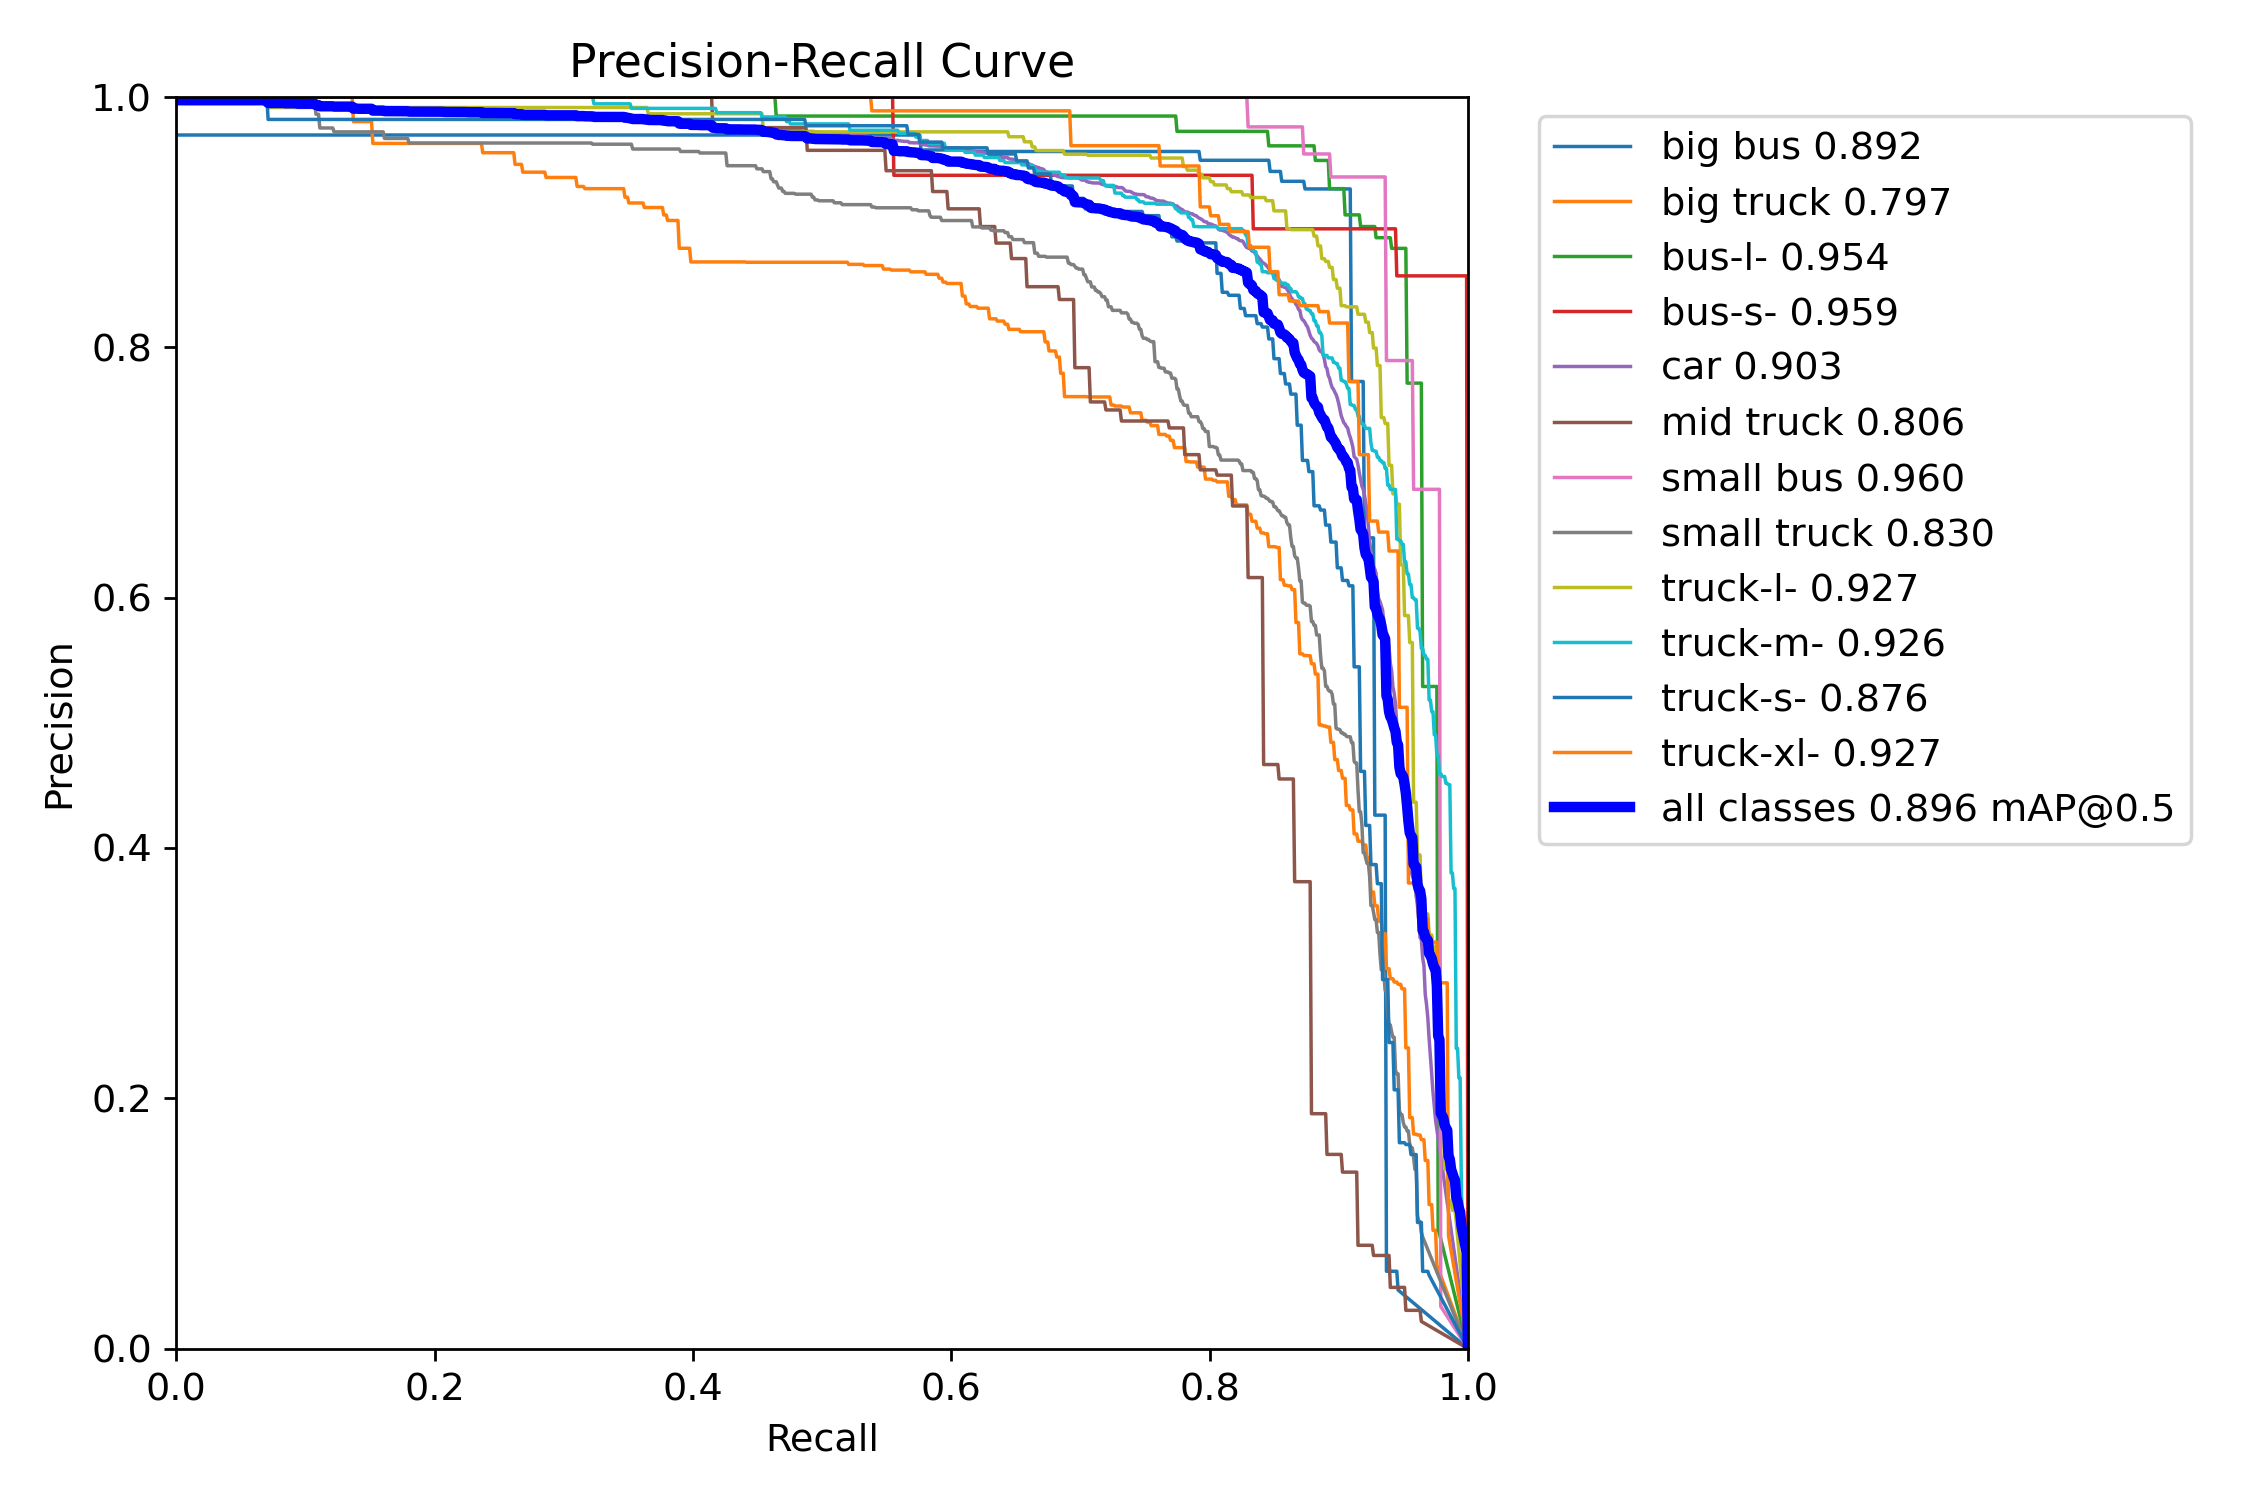 Precision-Recall Curve
1.0
0.8
0.6
0.4
0.2
0.0
Precision
0.0 0.2 0.4 0.6 0.8 1.0
Recall
big bus 0.892
big truck 0.797
bus-l- 0.954
bus-s- 0.959
car 0.903
mid truck 0.806
small bus 0.960
small truck 0.830
truck-l- 0.927
truck-m- 0.926
truck-s- 0.876
truck-xl- 0.927
all classes 0.896 mAP@0.5